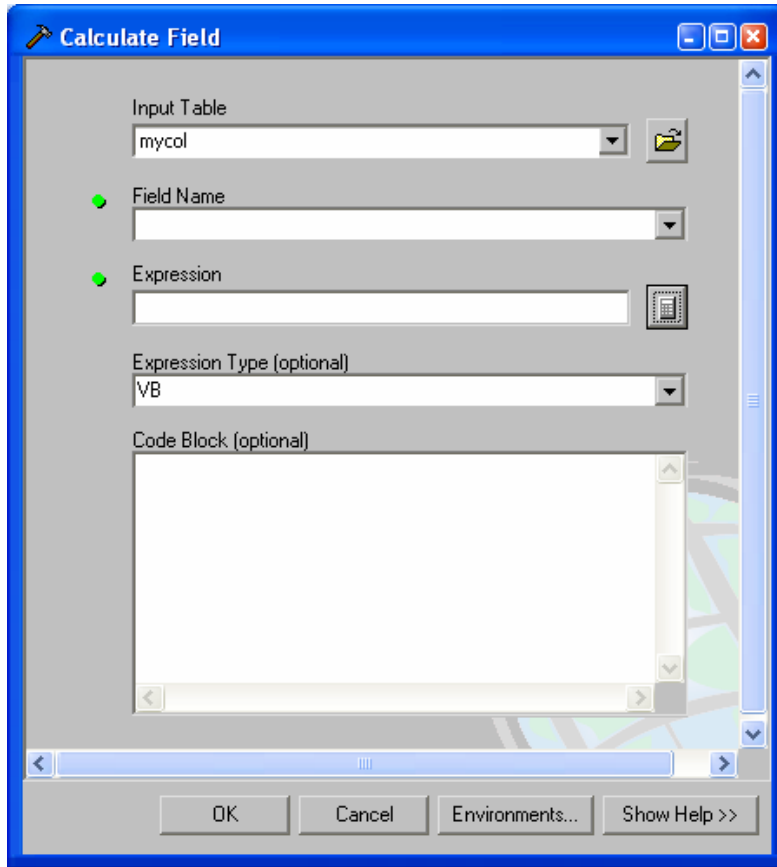 Calculate Field
Input Table
mycol
Field Name
Expression
Expression Type (optional)
VB
Code Block (optional)
OK
Cancel
Environments...
Show Help >>